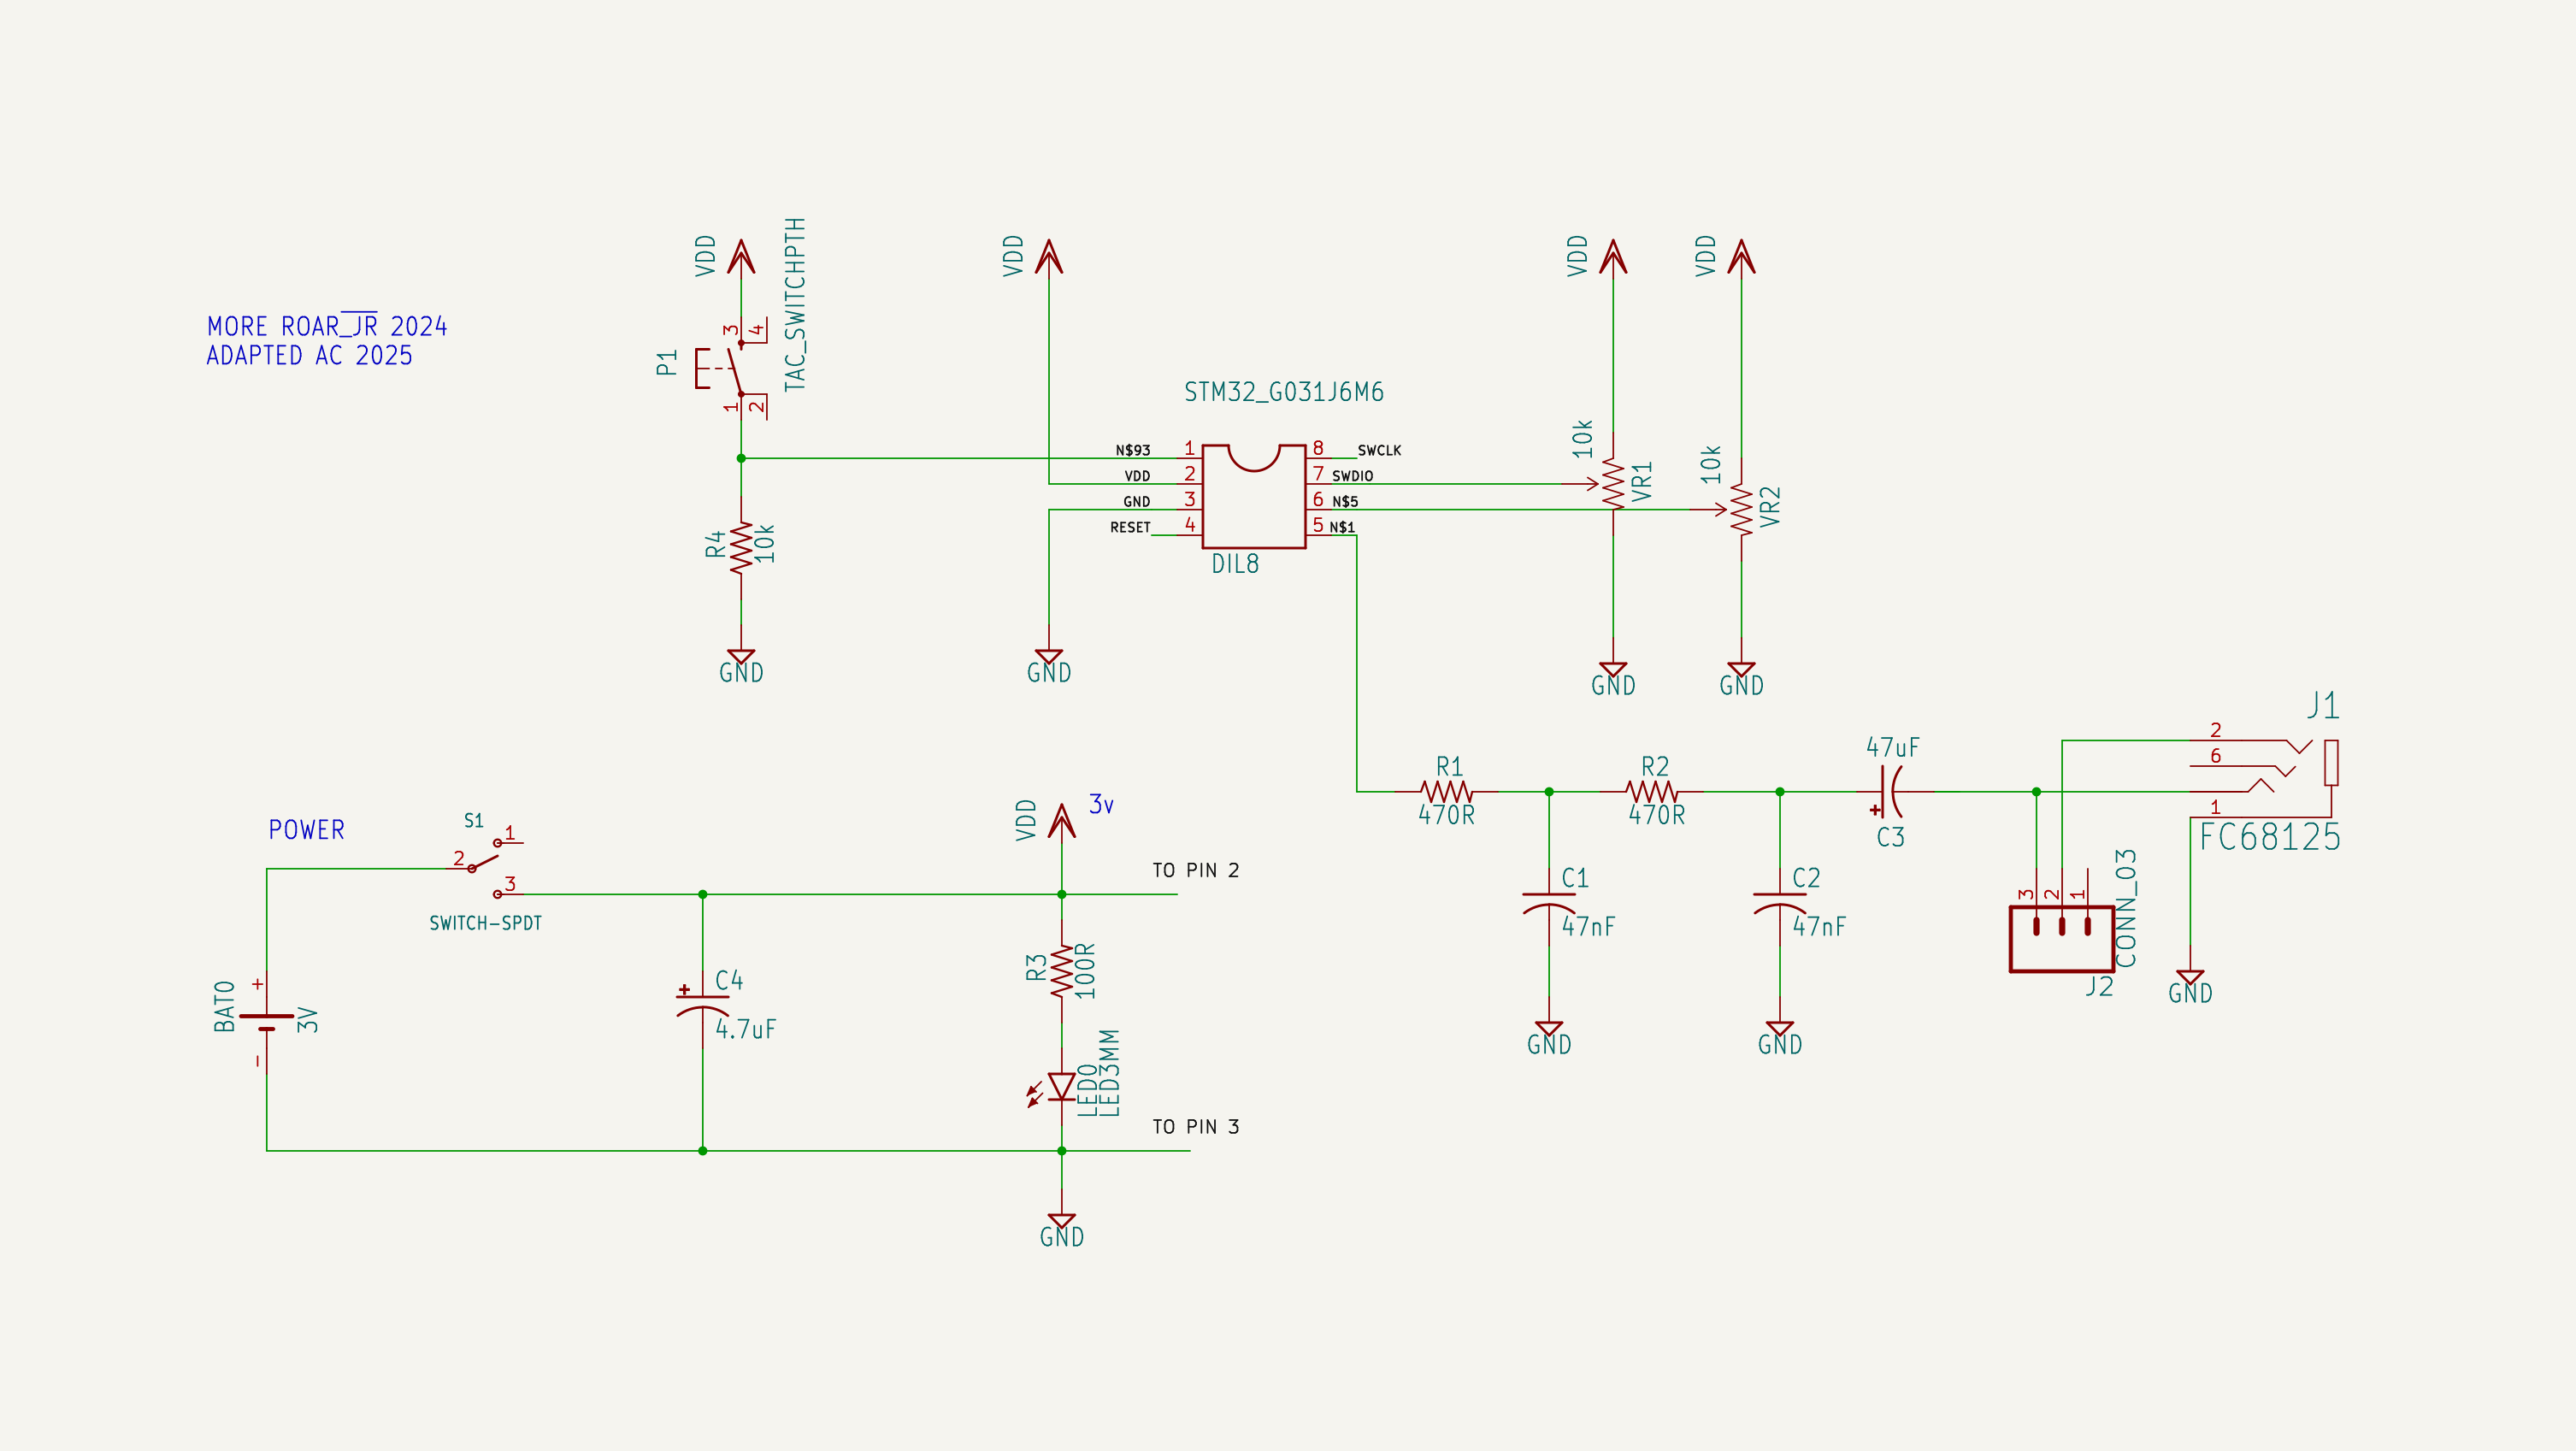 MORE ROAR_JR 2024
ADAPTED AC 2025
VDD
TAC_SWITCHPTH
P1
3
4
1
2
R4
10k
GND
VDD
GND
STM32_G031J6M6
N$93
1
VDD
2
GND
3
RESET
4
8
SWCLK
7
SWDIO
6
N$5
5
N$1
DIL8
VDD
10k
VR1
GND
VDD
10k
VR2
GND
POWER
S1
1
2
3
SWITCH-SPDT
BAT0
+
-
3V
C4
+
4.7uF
VDD
3v
TO PIN 2
R3
100R
LED0
LED3MM
TO PIN 3
GND
R1
470R
R2
470R
C1
47nF
GND
C2
47nF
GND
47uF
+
C3
3
2
1
CONN_03
J2
J1
2
6
1
FC68125
GND